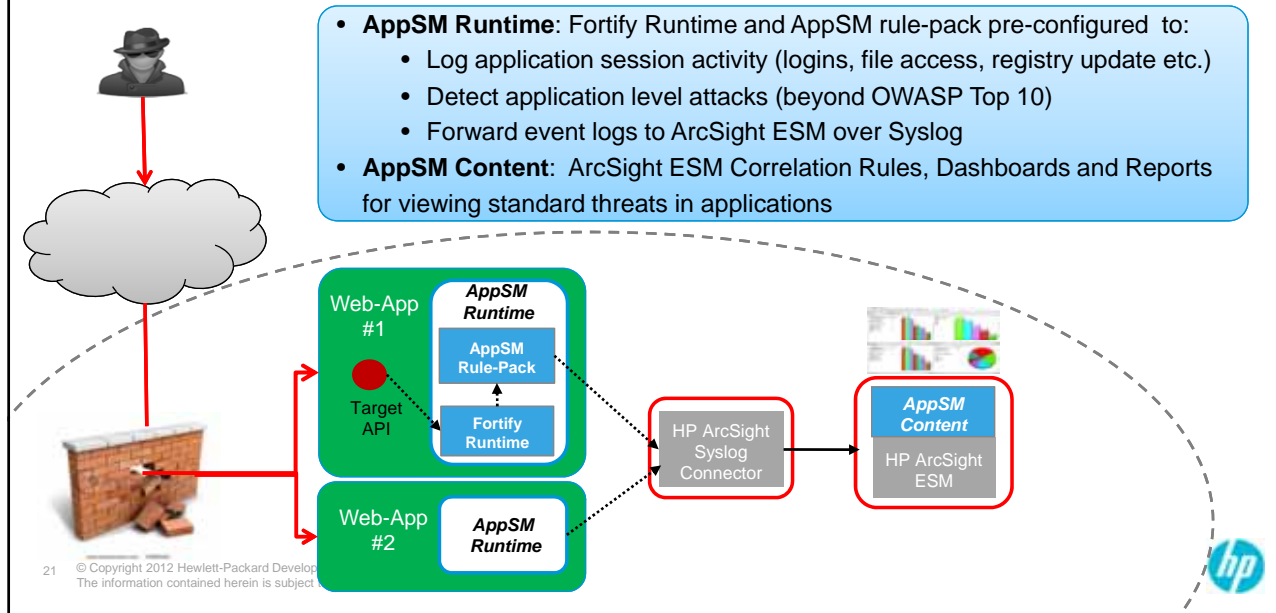 • AppSM Runtime: Fortify Runtime and AppSM rule-pack pre-configured to:
• Log application session activity (logins, file access, registry update etc.)
• Detect application level attacks (beyond OWASP Top 10)
• Forward event logs to ArcSight ESM over Syslog
• AppSM Content: ArcSight ESM Correlation Rules, Dashboards and Reports
for viewing standard threats in applications
Web-App
#1
AppSM
Runtime
AppSM
Rule-Pack
Target
API
Fortify
Runtime
HP ArcSight
Syslog
Connector
AppSM
Content
HP ArcSight
ESM
Web-App
#2
AppSM
Runtime
21
© Copyright 2012 Hewlett-Packard Develop
The information contained herein is subject
hp